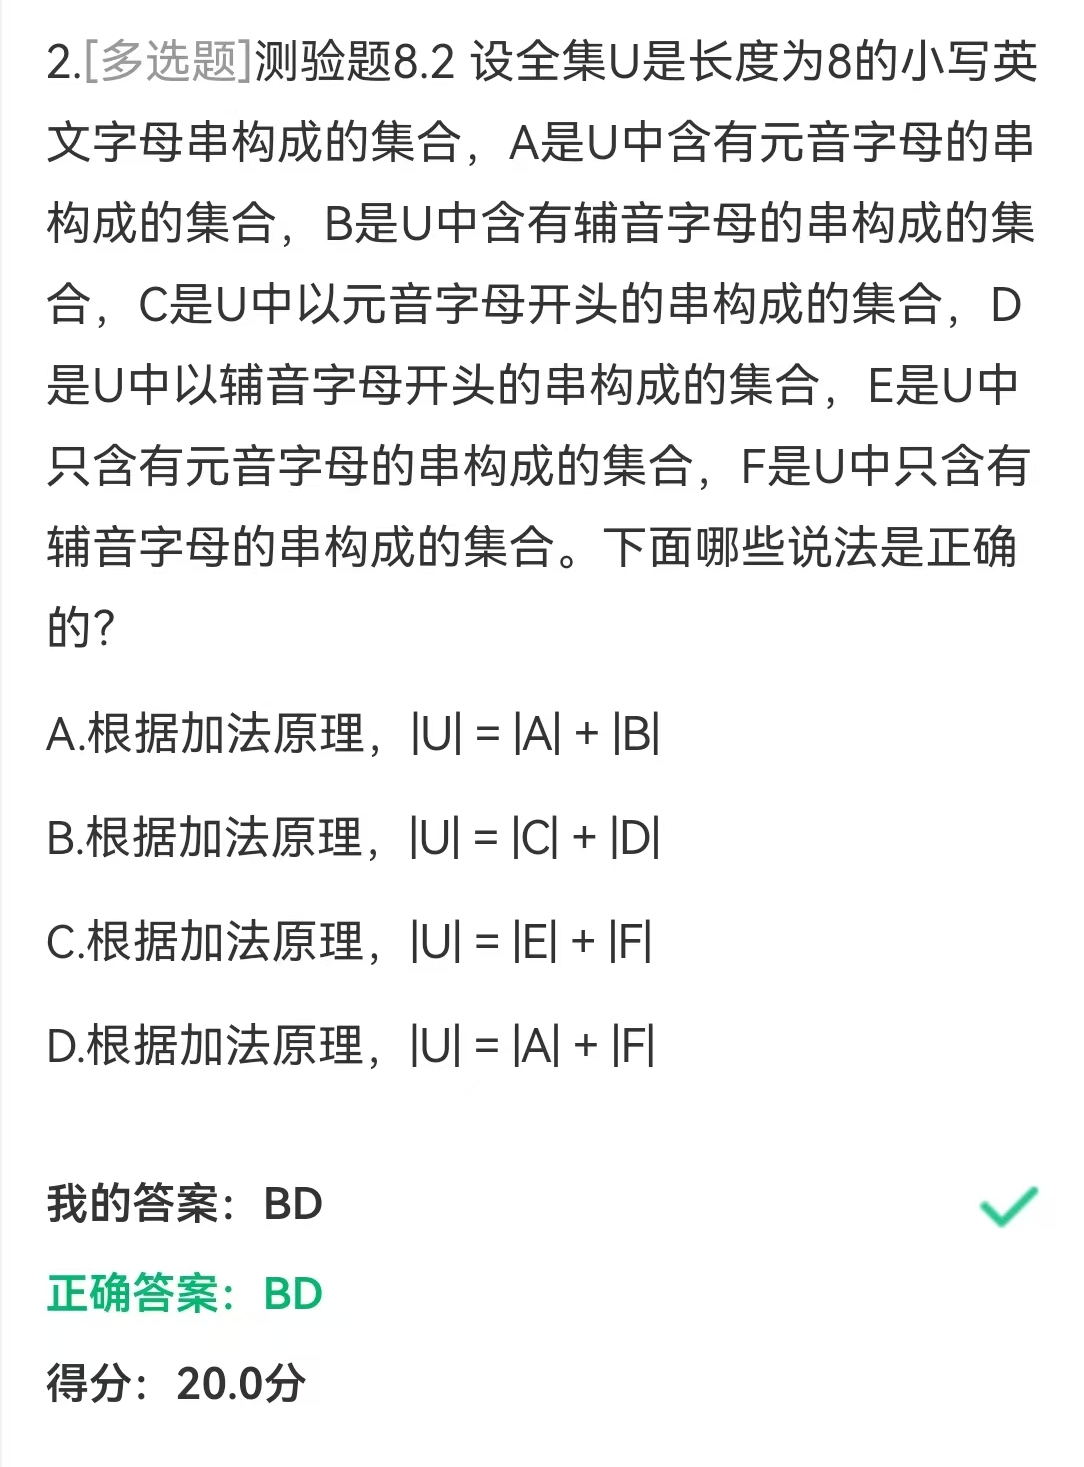 2.[多选题]测验题8.2 设全集U是长度为8的小写英
文字母串构成的集合，A是U中含有元音字母的串
构成的集合，B是U中含有辅音字母的串构成的集
合，C是U中以元音字母开头的串构成的集合，D
是U中以辅音字母开头的串构成的集合，E是U中
只含有元音字母的串构成的集合，F是U中只含有
辅音字母的串构成的集合。下面哪些说法是正确
的？
A.根据加法原理，|U| = |A| + |B|
B.根据加法原理，|U| = |C| + |D|
C.根据加法原理，|U| = |E| + |F|
D.根据加法原理，|U| = |A| + |F|
我的答案：BD
正确答案：BD
得分：20.0分